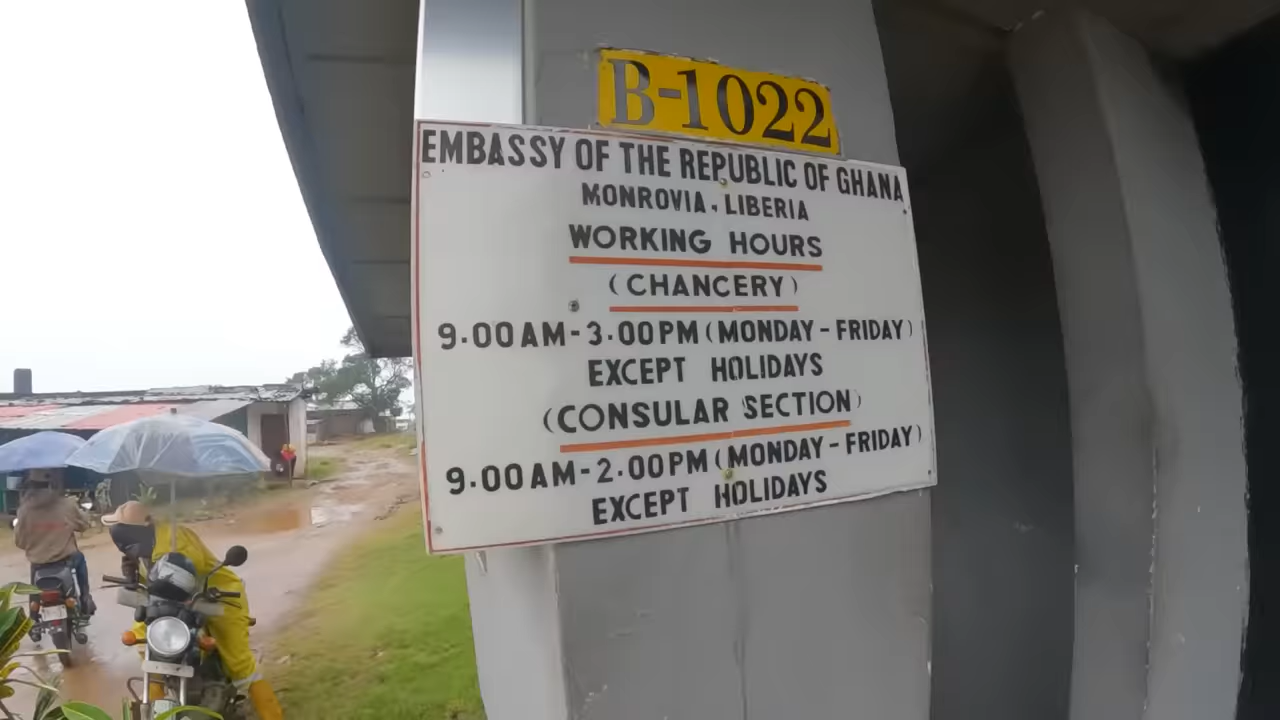 B-1022
EMBASSY OF THE REPUBLIC OF GHANA
MONROVIA, LIBERIA
WORKING HOURS
(CHANCERY)
9.00AM-3.00PM (MONDAY-FRIDAY)
EXCEPT HOLIDAYS
(CONSULAR SECTION)
9.00AM-2.00PM (MONDAY-FRIDAY)
EXCEPT HOLIDAYS